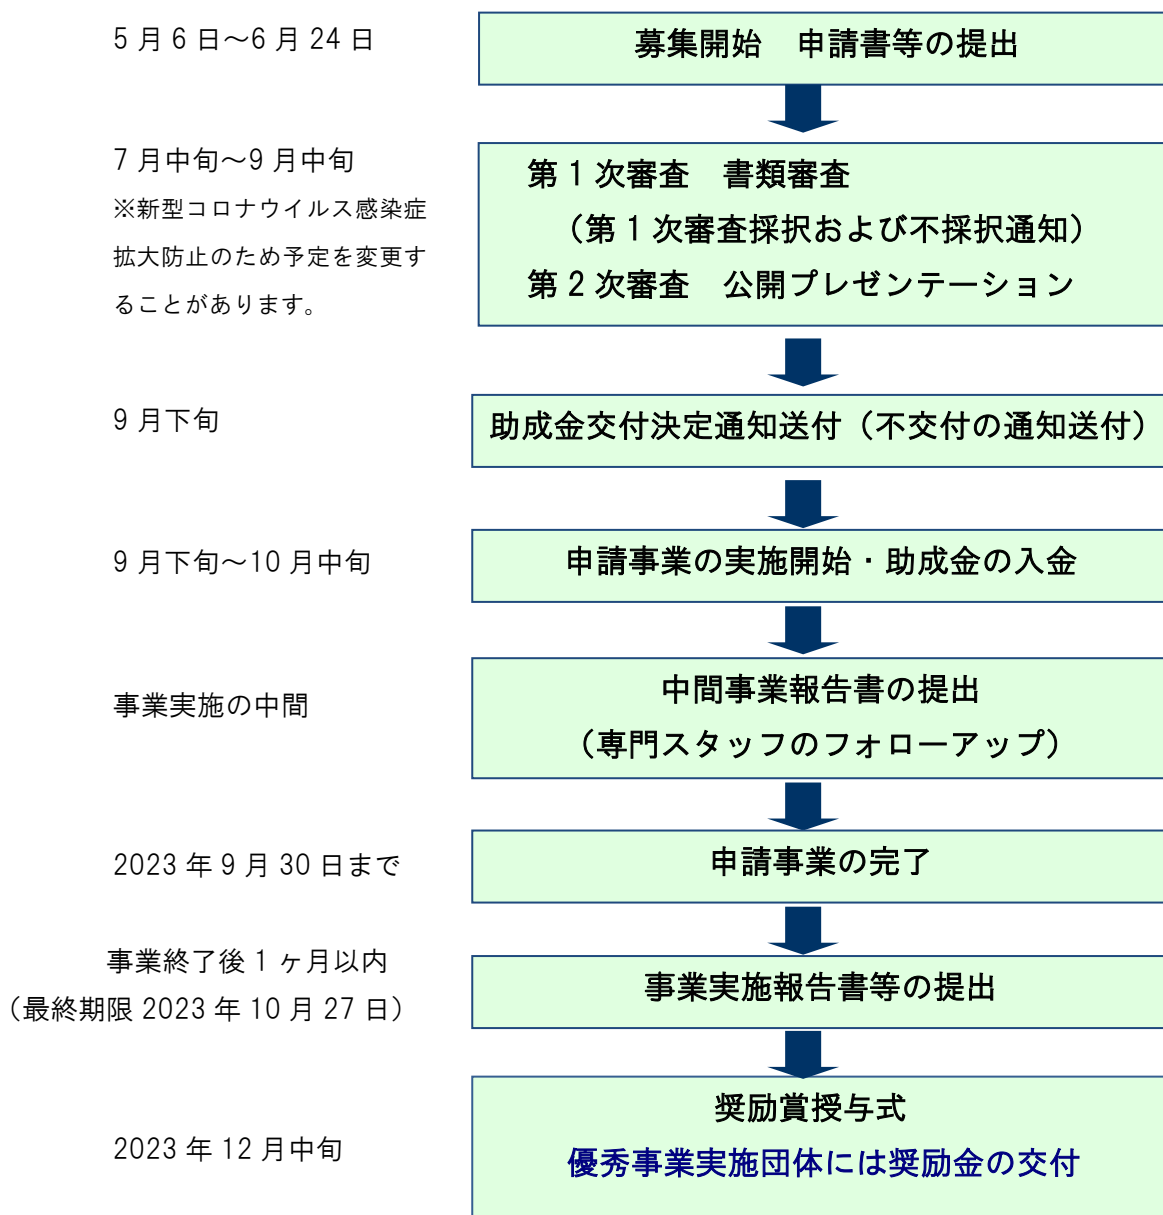 5月6日～6月24日
募集開始　申請書等の提出
7月中旬～9月中旬
※新型コロナウイルス感染症
拡大防止のため予定を変更す
ることがあります。
第1次審査　書類審査
（第1次審査採択および不採択通知）
第2次審査　公開プレゼンテーション
9月下旬
助成金交付決定通知送付（不交付の通知送付）
9月下旬～10月中旬
申請事業の実施開始・助成金の入金
事業実施の中間
中間事業報告書の提出
（専門スタッフのフォローアップ）
2023年9月30日まで
申請事業の完了
事業終了後1ヶ月以内
（最終期限2023年10月27日）
事業実施報告書等の提出
2023年12月中旬
奨励賞授与式
優秀事業実施団体には奨励金の交付